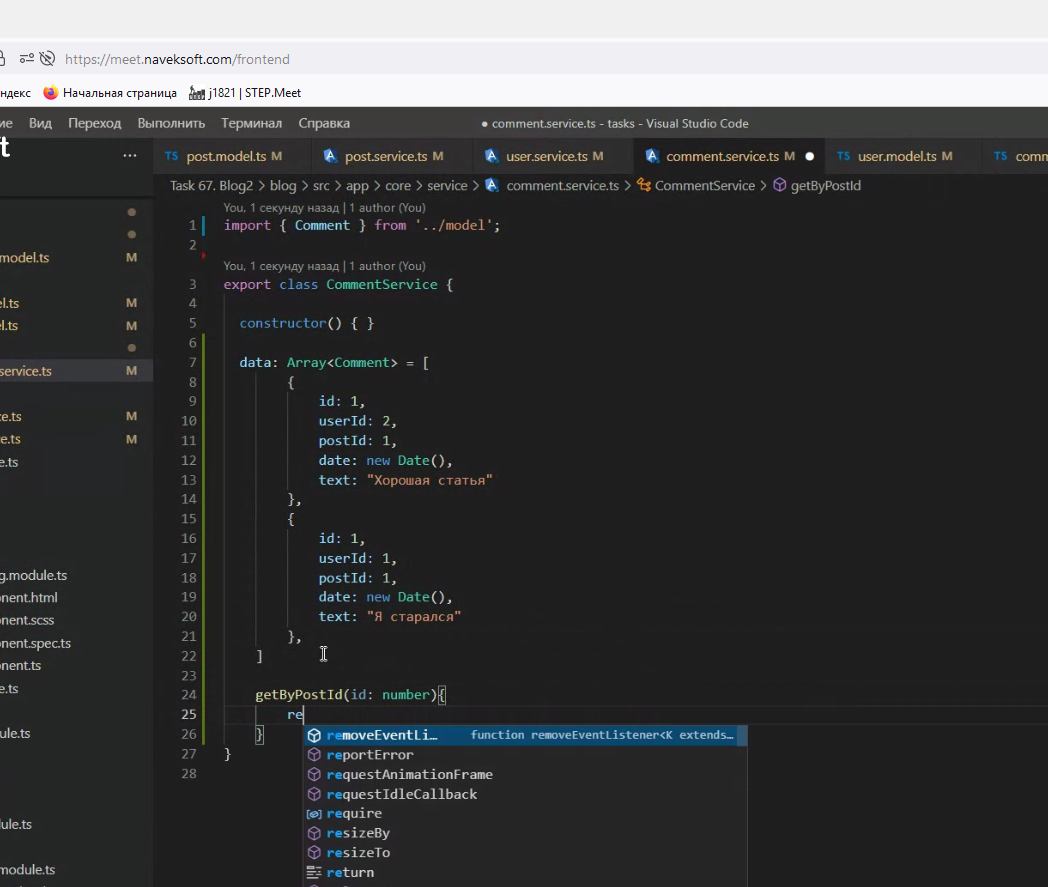 https://meet.naveksoft.com/frontend
ндекс Начальная страница j1821 | STEP.Meet
ие Вид Переход Выполнить Терминал Справка ● comment.service.ts - tasks - Visual Studio Code
t ··· TS post.model.ts M post.service.ts M user.service.ts M comment.service.ts M ● TS user.model.ts M TS comm
Task 67. Blog2 > blog > src > app > core > service > comment.service.ts > CommentService > getByPostId
You, 1 секунду назад | 1 author (You)
1 import { Comment } from '../model';
2
You, 1 секунду назад | 1 author (You)
3 export class CommentService {
4
5 constructor() { }
6
7 data: Array<Comment> = [
8 {
9 id: 1,
10 userId: 2,
11 postId: 1,
12 date: new Date(),
13 text: "Хорошая статья"
14 },
15 {
16 id: 1,
17 userId: 1,
18 postId: 1,
19 date: new Date(),
20 text: "Я старался"
21 },
22 ]
23
24 getByPostId(id: number){
25 re
26 }
27 }
28
removeEventLi… function removeEventListener<K extends…
reportError
requestAnimationFrame
requestIdleCallback
require
resizeBy
resizeTo
return
model.ts M
el.ts M
l.ts M
service.ts M
ce.ts M
e.ts M
e.ts
g.module.ts
onent.html
onent.scss
onent.spec.ts
onent.ts
e.ts
ule.ts
ule.ts
module.ts